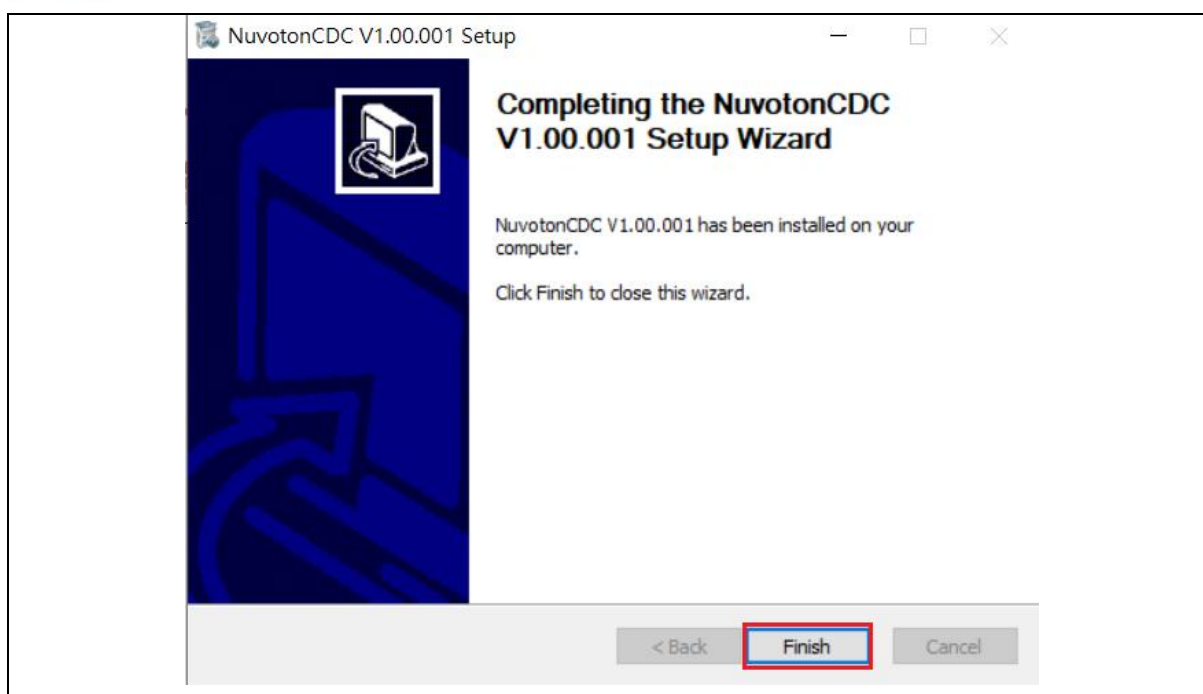 NuvotonCDC V1.00.001 Setup
Completing the NuvotonCDC
V1.00.001 Setup Wizard
NuvotonCDC V1.00.001 has been installed on your
computer.
Click Finish to close this wizard.
< Back
Finish
Cancel